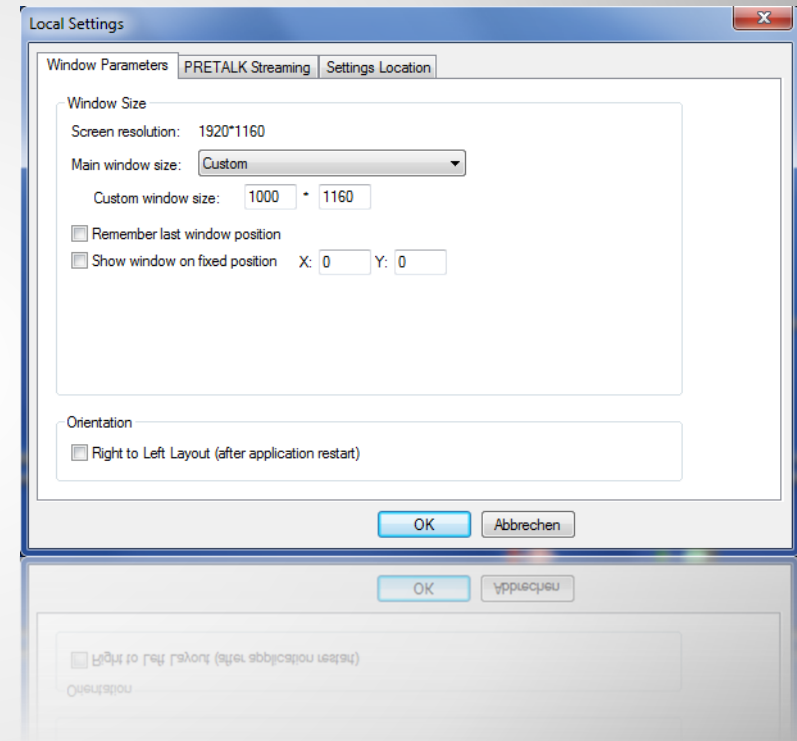 Local Settings
Window Parameters PRETALK Streaming Settings Location
Window Size
Screen resolution: 1920*1160
Main window size: Custom
Custom window size: 1000 * 1160
Remember last window position
Show window on fixed position X: 0 Y: 0
Orientation
Right to Left Layout (after application restart)
OK Abbrechen